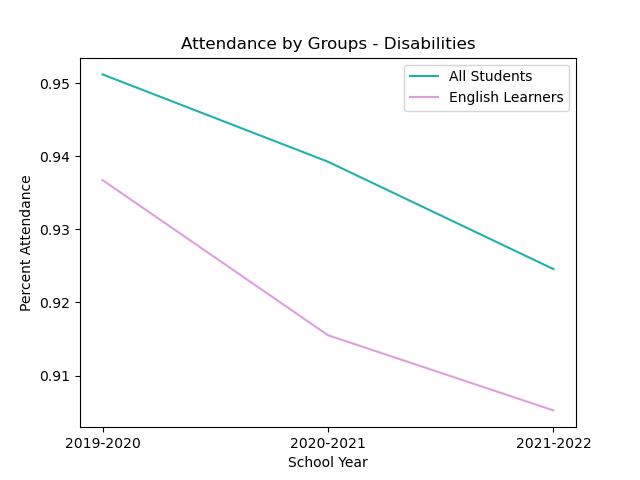 Attendance by Groups - Disabilities
All Students
English Learners
Percent Attendance
0.95
0.94
0.93
0.92
0.91
2019-2020
2020-2021
2021-2022
School Year